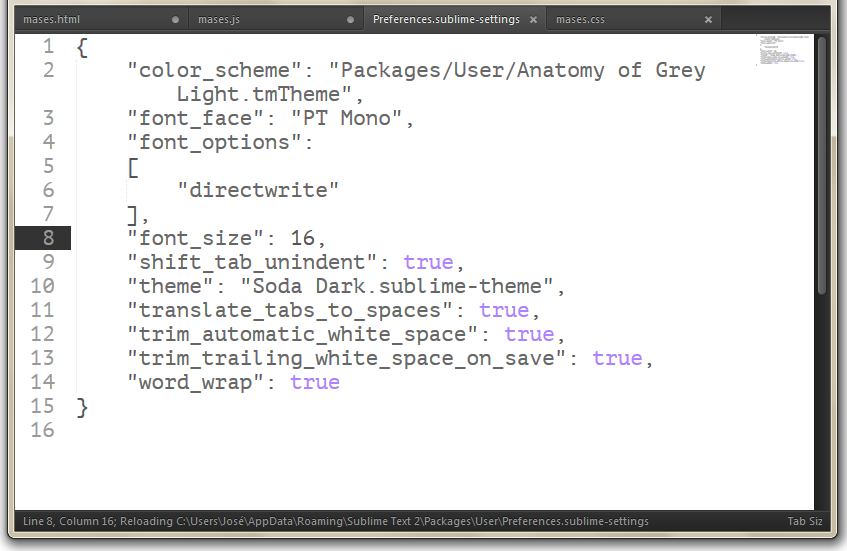 mases.html mases.js Preferences.sublime-settings mases.css
1 {
2 "color_scheme": "Packages/User/Anatomy of Grey
Light.tmTheme",
3 "font_face": "PT Mono",
4 "font_options":
5 [
6 "directwrite"
7 ],
8 "font_size": 16,
9 "shift_tab_unindent": true,
10 "theme": "Soda Dark.sublime-theme",
11 "translate_tabs_to_spaces": true,
12 "trim_automatic_white_space": true,
13 "trim_trailing_white_space_on_save": true,
14 "word_wrap": true
15 }
16
Line 8, Column 16; Reloading C:\Users\José\AppData\Roaming\Sublime Text 2\Packages\User\Preferences.sublime-settings Tab Siz